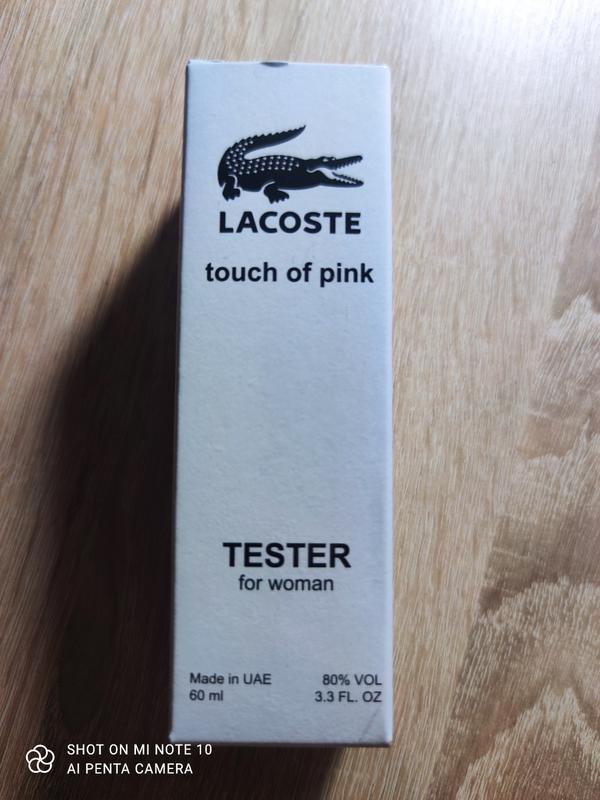 LACOSTE
touch of pink
TESTER
for woman
Made in UAE 80% VOL
60 ml 3.3 FL. OZ
SHOT ON MI NOTE 10
AI PENTA CAMERA